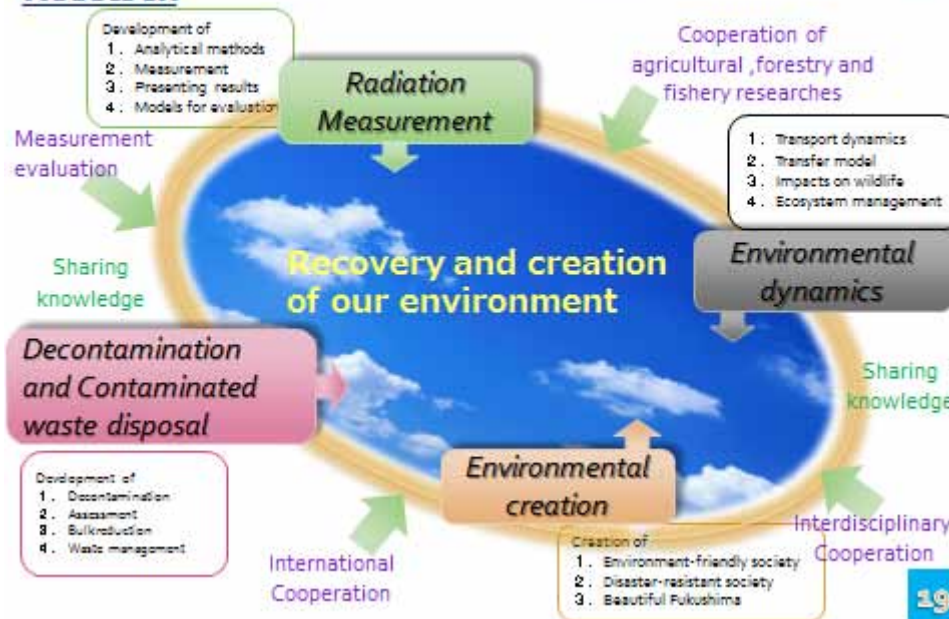 Development of
1. Analytical methods
2. Measurement
3. Presenting results
4. Models for evaluation
Radiation
Measurement
Cooperation of
agricultural ,forestry and
fishery researches
Measurement
evaluation
1. Transport dynamics
2. Transfer model
3. Impacts on wildlife
4. Ecosystem management
Sharing
knowledge
Recovery and creation
of our environment
Environmental
dynamics
Decontamination
and Contaminated
waste disposal
Sharing
knowledge
Development of
1. Decontamination
2. Assessment
3. Bulkreduction
4. Waste management
Environmental
creation
International
Cooperation
Creation of
1. Environment-friendly society
2. Disaster-resistant society
3. Beautiful Fukushima
Interdisciplinary
Cooperation
19